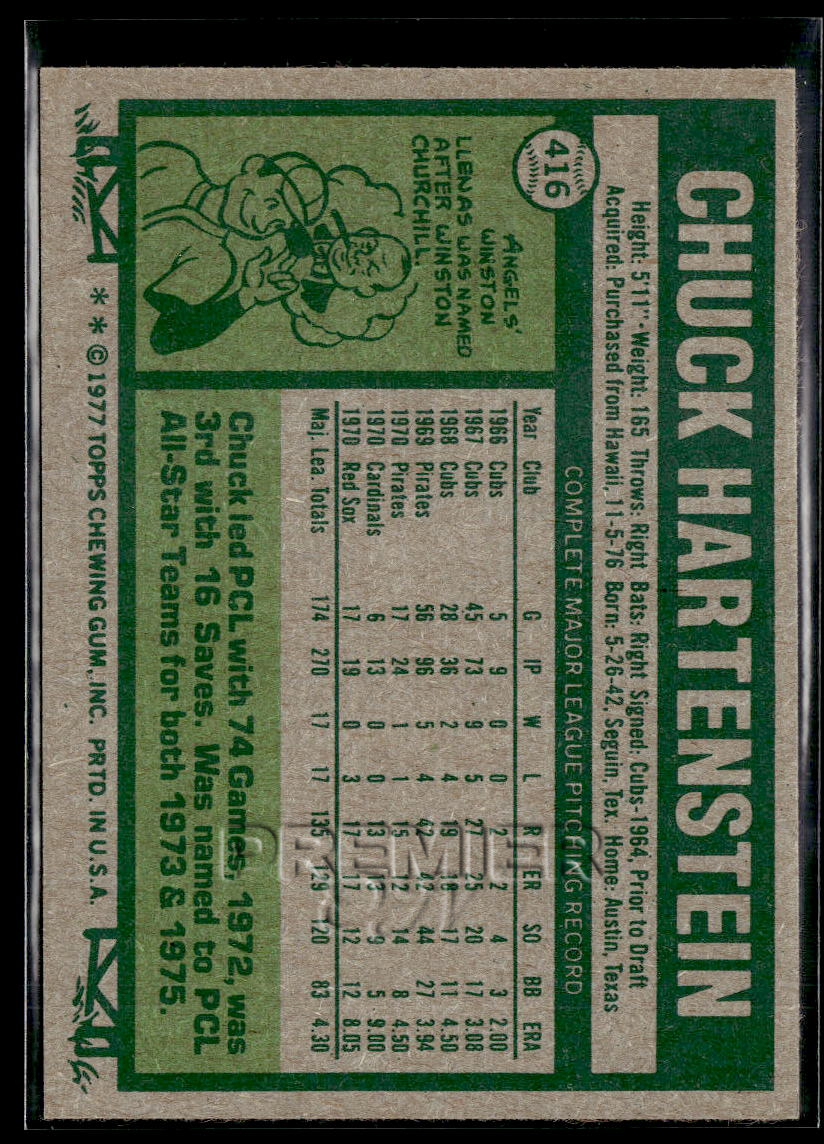 CHUCK HARTENSTEIN
416
Height: 5'11"-Weight: 165 Throws: Right Bats: Right Signed: Cubs-1964, Prior to Draft
Acquired: Purchased from Hawaii, 11-5-76 Born: 5-26-42, Seguin, Tex. Home: Austin, Texas
COMPLETE MAJOR LEAGUE PITCHING RECORD
ANGELS'
WINSTON
LLENAS WAS NAMED
AFTER WINSTON
CHURCHILL.
Year Club G IP W L R ER SO BB ERA
1966 Cubs 5 9 0 0 2 2 4 3 2.00
1967 Cubs 45 73 9 5 27 25 20 17 3.08
1968 Cubs 28 36 2 4 19 18 17 11 4.50
1969 Pirates 56 96 5 4 42 42 44 27 3.94
1970 Pirates 17 24 1 1 15 12 14 8 4.50
1970 Cardinals 6 13 0 0 13 13 9 5 9.00
1970 Red Sox 17 19 0 3 17 17 12 12 8.05
Maj. Lea. Totals 174 270 17 17 135 129 120 83 4.30
Chuck led PCL with 74 Games, 1972, was
3rd with 16 Saves. Was named to PCL
All-Star Teams for both 1973 & 1975.
* * © 1977 TOPPS CHEWING GUM, INC. PRTD. IN U.S.A.
PREMIER